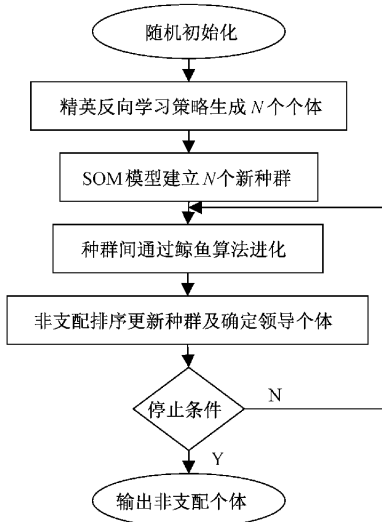 随机初始化
精英反向学习策略生成 N 个个体
SOM模型建立N个新种群
种群间通过鲸鱼算法进化
非支配排序更新种群及确定领导个体
停止条件
N
Y
输出非支配个体